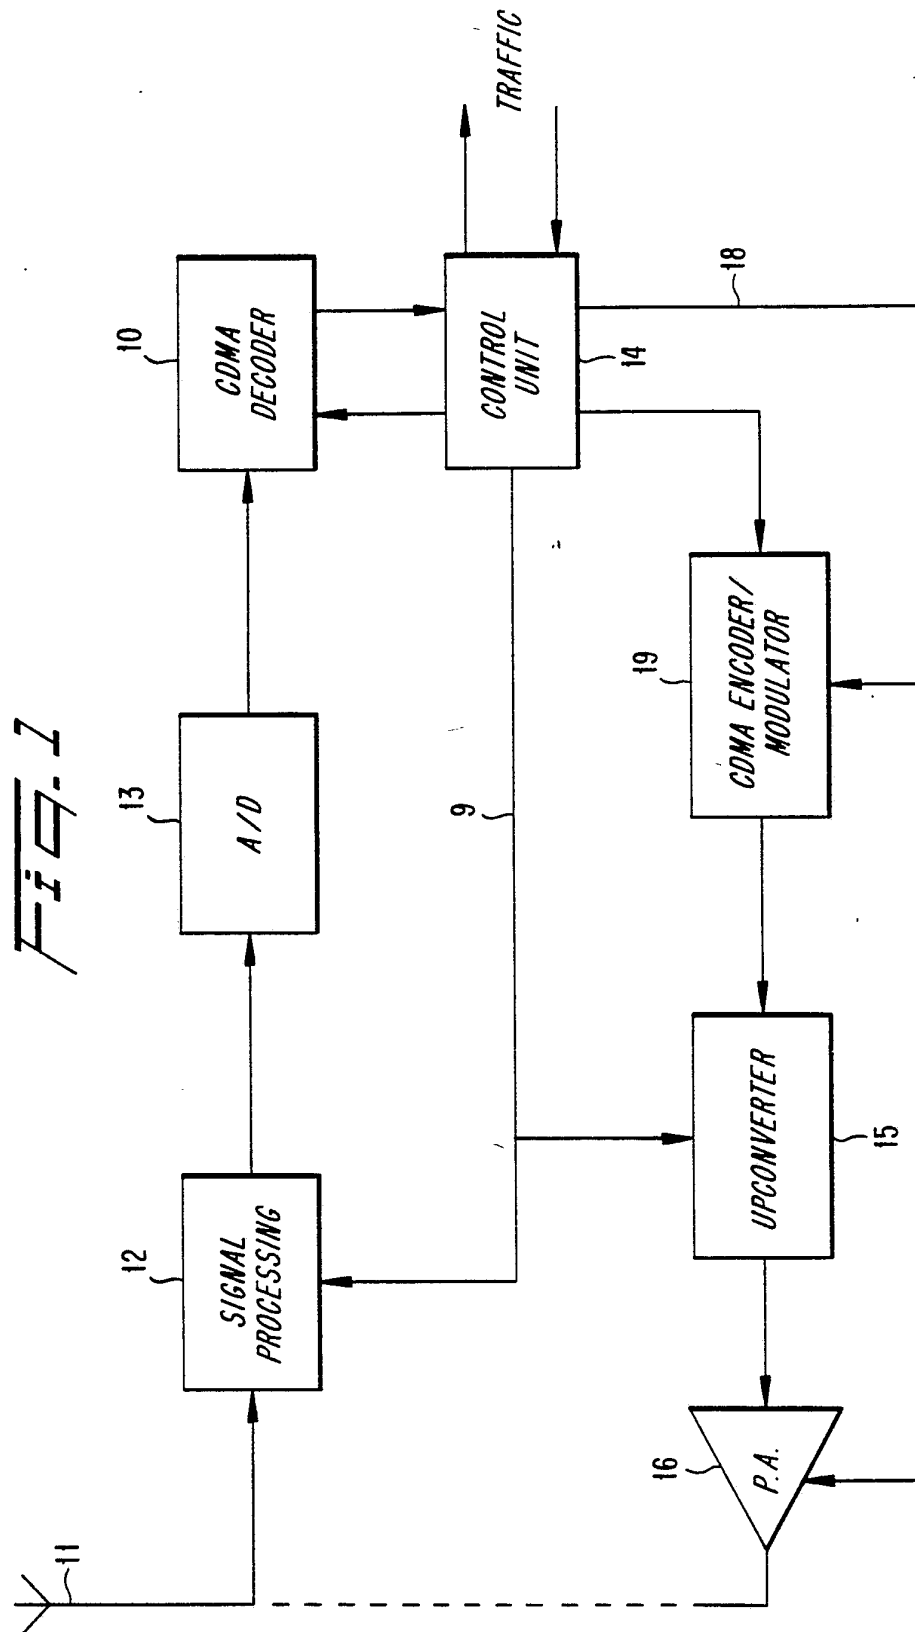 Fig. 1
11
12
SIGNAL
PROCESSING
13
A/D
10
CDMA
DECODER
TRAFFIC
9
CONTROL
UNIT
14
18
16
P.A.
UPCONVERTER
15
19
CDMA ENCODER/
MODULATOR